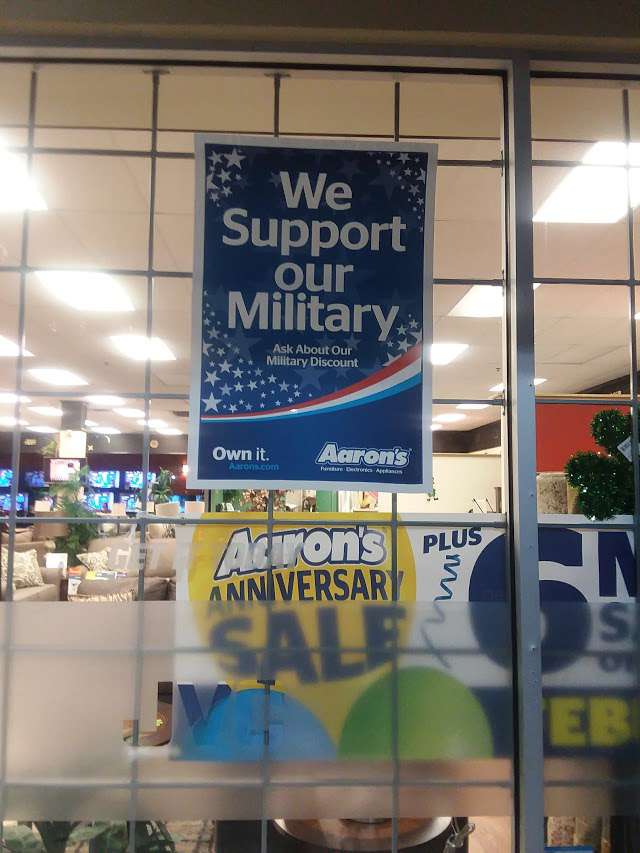 We
Support
our
Military
Ask About Our
Military Discount
Own it.
Aarons.com
Aaron's
Furniture Electronics Appliances
Aaron's
ANNIVERSARY
SALE
PLUS
6